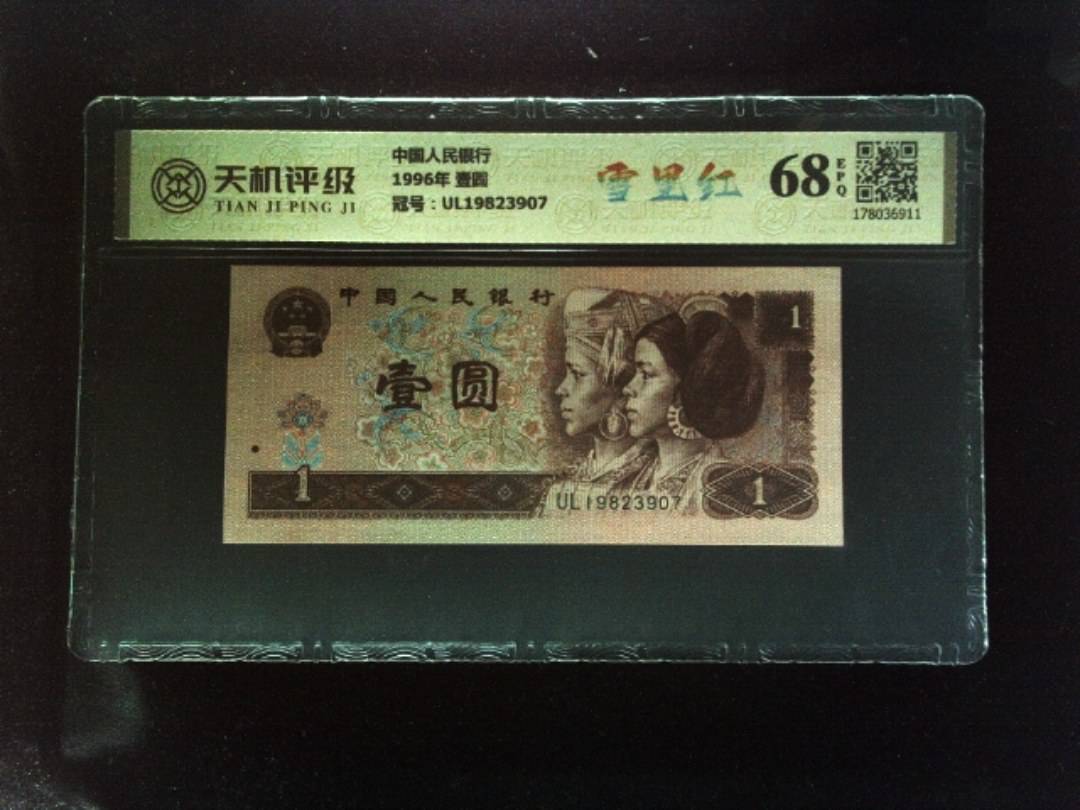 天机评级
TIAN JI PING JI
中国人民银行
1996年 壹圆
冠号：UL19823907
雪里红
68
EPQ
178036911
中国人民银行
1
壹圆
1
UL19823907
1